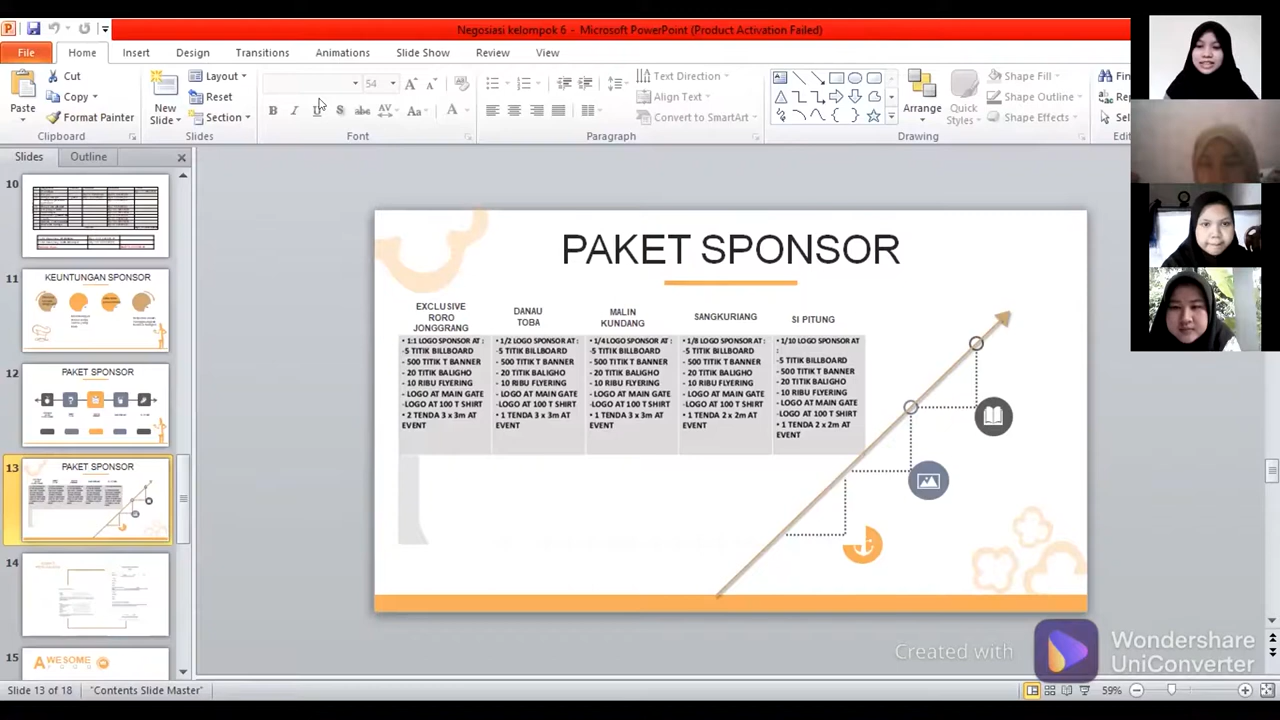 Negosiasi kelompok 6 - Microsoft PowerPoint (Product Activation Failed)
File Home Insert Design Transitions Animations Slide Show Review View
Paste
Cut
Copy
Format Painter
Clipboard
New Slide
Layout
Reset
Section
Slides
54
Font
Text Direction
Align Text
Convert to SmartArt
Paragraph
Arrange
Quick Styles
Shape Fill
Shape Outline
Shape Effects
Drawing
Slides Outline
10
11
KEUNTUNGAN SPONSOR
12
PAKET SPONSOR
13
PAKET SPONSOR
14
15
AWESOME
PAKET SPONSOR
EXCLUSIVE
RORO
JONGGRANG
• 1:1 LOGO SPONSOR AT :
-5 TITIK BILLBOARD
- 500 TITIK T BANNER
- 20 TITIK BALIGHO
- 10 RIBU FLYERING
- LOGO AT MAIN GATE
-LOGO AT 100 T SHIRT
• 2 TENDA 3 x 3m AT
EVENT
DANAU
TOBA
• 1/2 LOGO SPONSOR AT :
-5 TITIK BILLBOARD
- 500 TITIK T BANNER
- 20 TITIK BALIGHO
- 10 RIBU FLYERING
- LOGO AT MAIN GATE
-LOGO AT 100 T SHIRT
• 1 TENDA 3 x 3m AT
EVENT
MALIN
KUNDANG
• 1/4 LOGO SPONSOR AT :
-5 TITIK BILLBOARD
- 500 TITIK T BANNER
- 20 TITIK BALIGHO
- 10 RIBU FLYERING
- LOGO AT MAIN GATE
-LOGO AT 100 T SHIRT
• 1 TENDA 3 x 3m AT
EVENT
SANGKURIANG
• 1/8 LOGO SPONSOR AT :
-5 TITIK BILLBOARD
- 500 TITIK T BANNER
- 20 TITIK BALIGHO
- 10 RIBU FLYERING
- LOGO AT MAIN GATE
-LOGO AT 100 T SHIRT
• 1 TENDA 2 x 2m AT
EVENT
SI PITUNG
• 1/10 LOGO SPONSOR AT
:
-5 TITIK BILLBOARD
-500 TITIK T BANNER
- 20 TITIK BALIGHO
- 10 RIBU FLYERING
- LOGO AT MAIN GATE
-LOGO AT 100 T SHIRT
• 1 TENDA 2 x 2m AT
EVENT
Created with
Wondershare
UniConverter
Slide 13 of 18 "Contents Slide Master" 59%